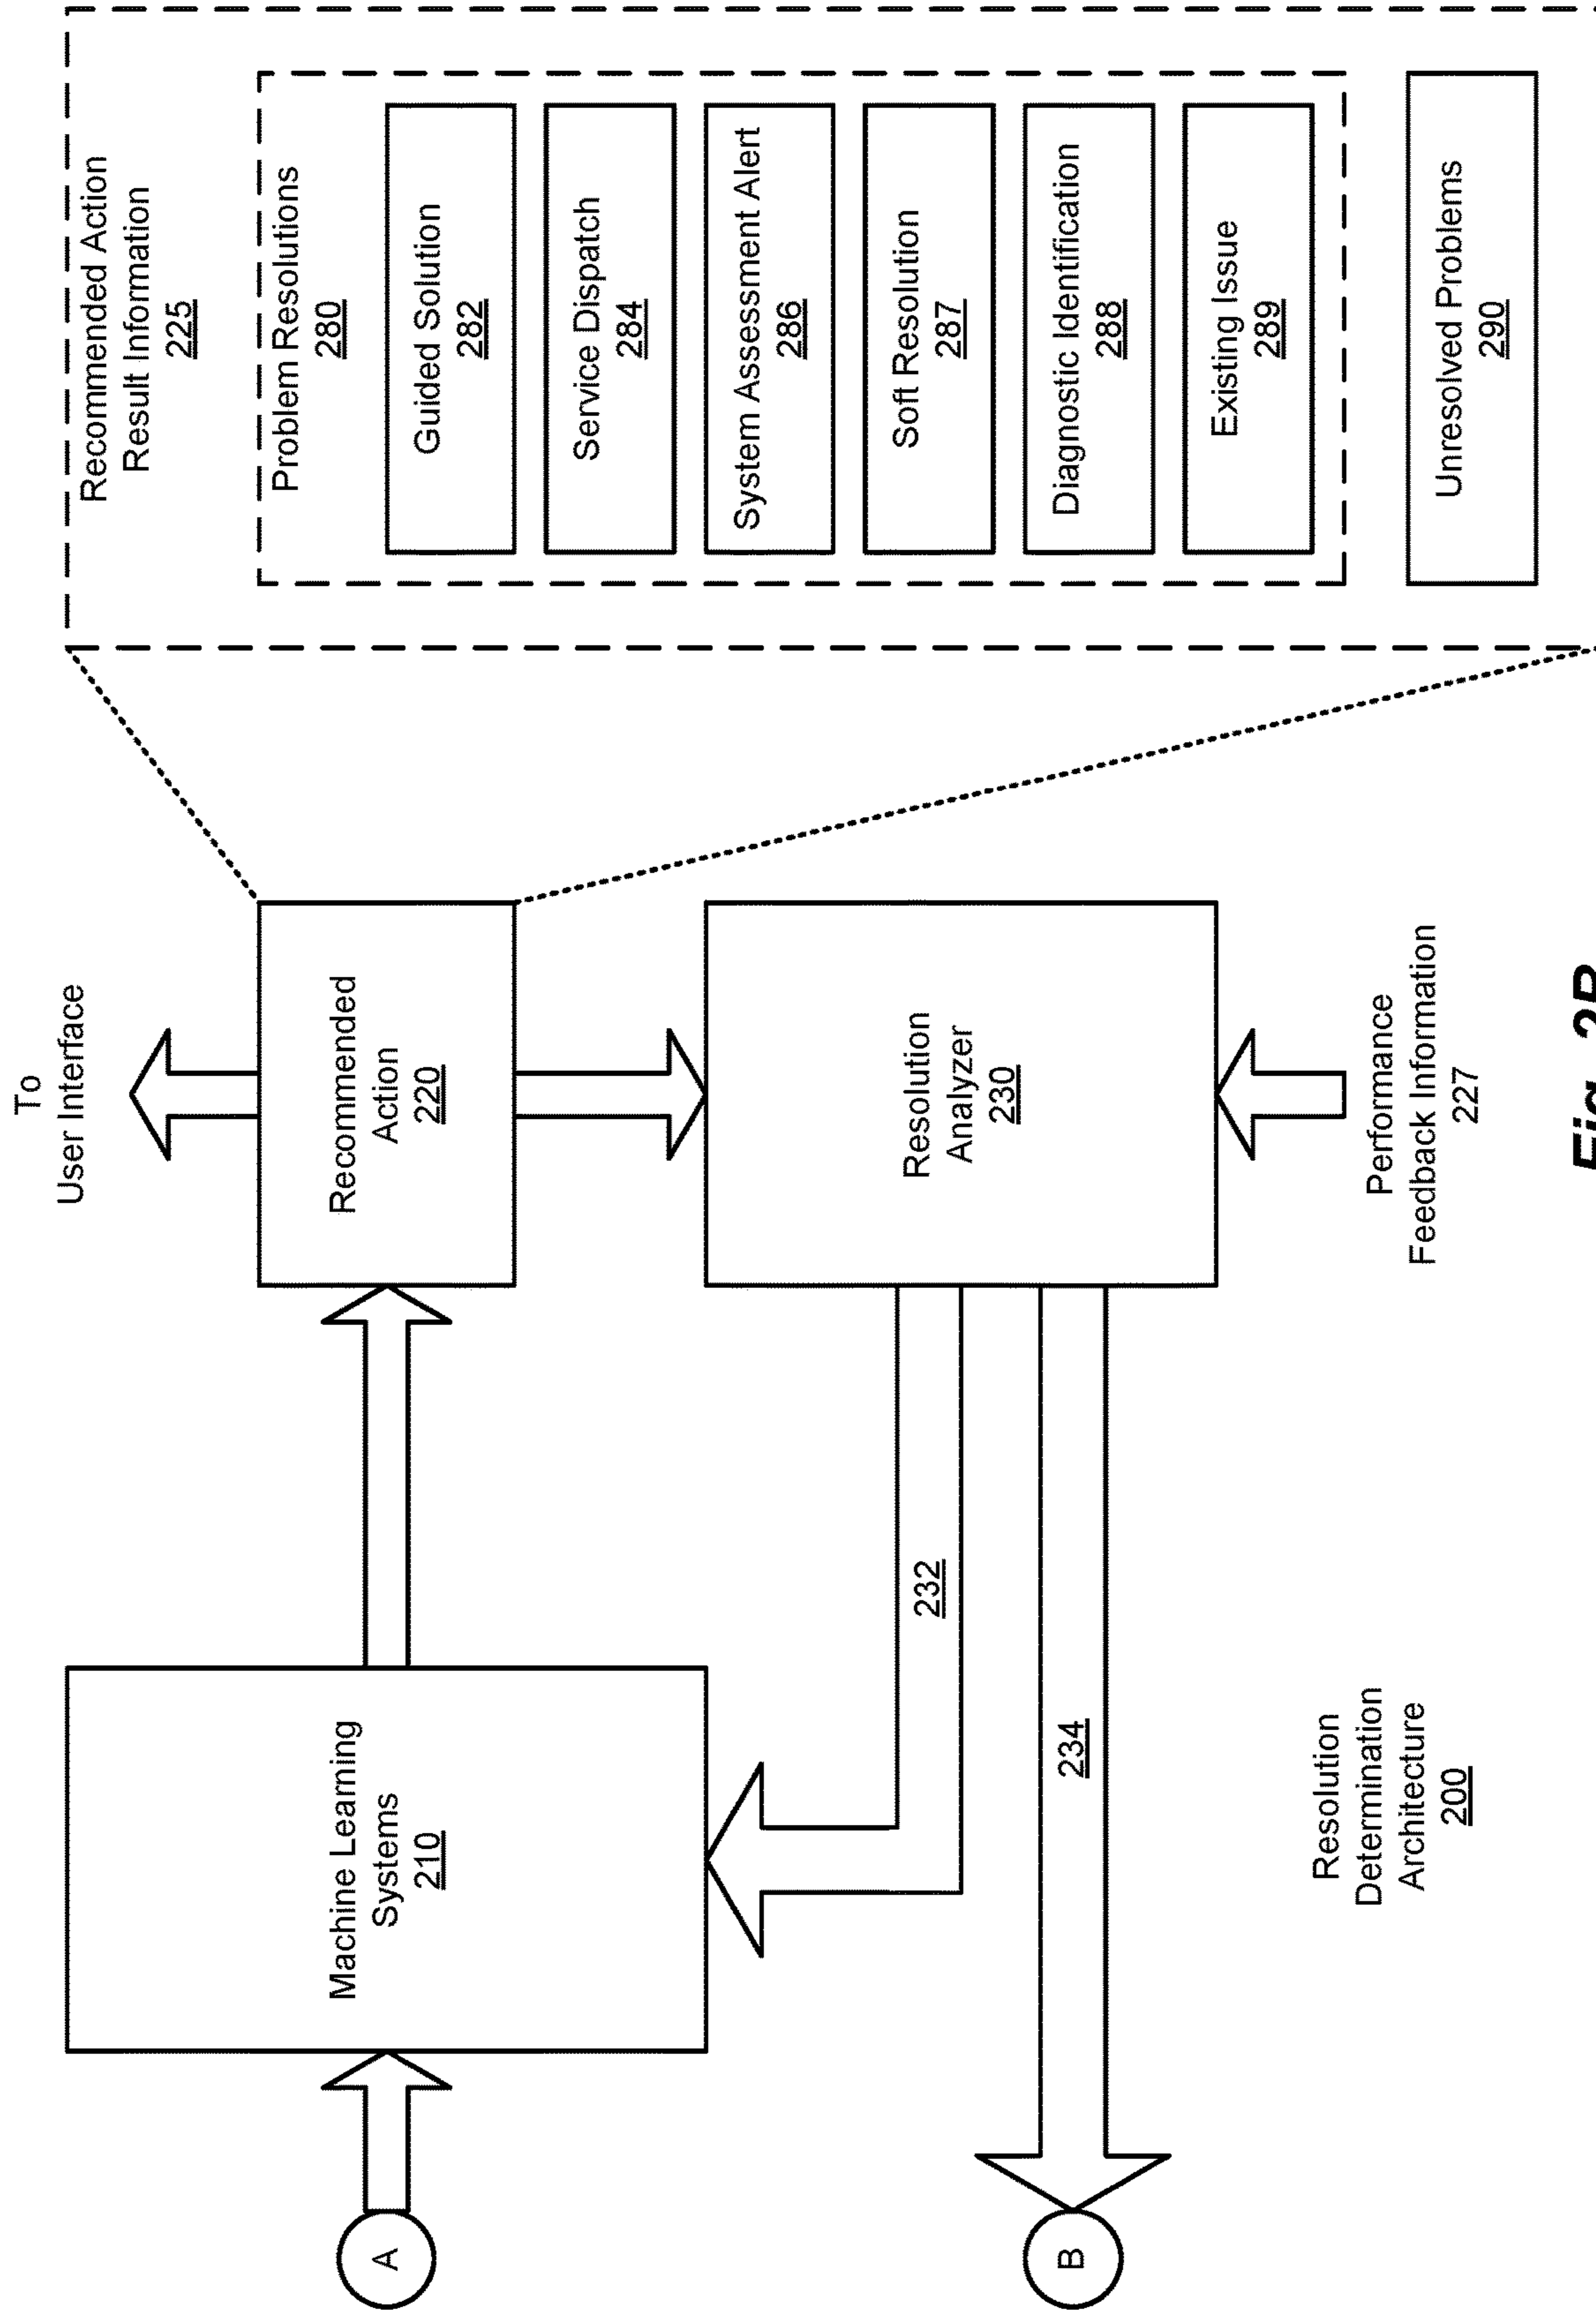 To
User Interface
Recommended Action
Result Information
225
Problem Resolutions
280
Guided Solution
282
Service Dispatch
284
System Assessment Alert
286
Soft Resolution
287
Diagnostic Identification
288
Existing Issue
289
Unresolved Problems
290
A
Machine Learning
Systems
210
Recommended
Action
220
Resolution
Analyzer
230
232
234
B
Performance
Feedback Information
227
Resolution
Determination
Architecture
200
Fig. 2B